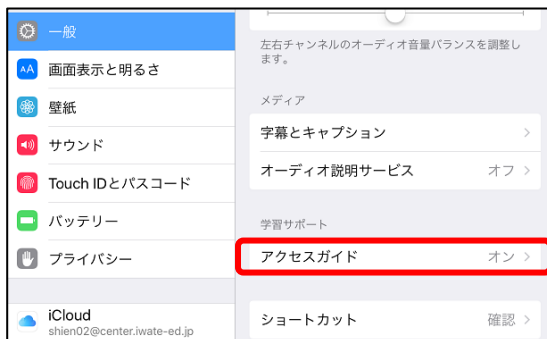 一般
画面表示と明るさ
壁紙
サウンド
Touch IDとパスコード
バッテリー
プライバシー
iCloud
shien02@center.iwate-ed.jp
左右チャンネルのオーディオ音量バランスを調整し
ます。
メディア
字幕とキャプション
オーディオ説明サービス オフ
学習サポート
アクセスガイド オン
ショートカット 確認